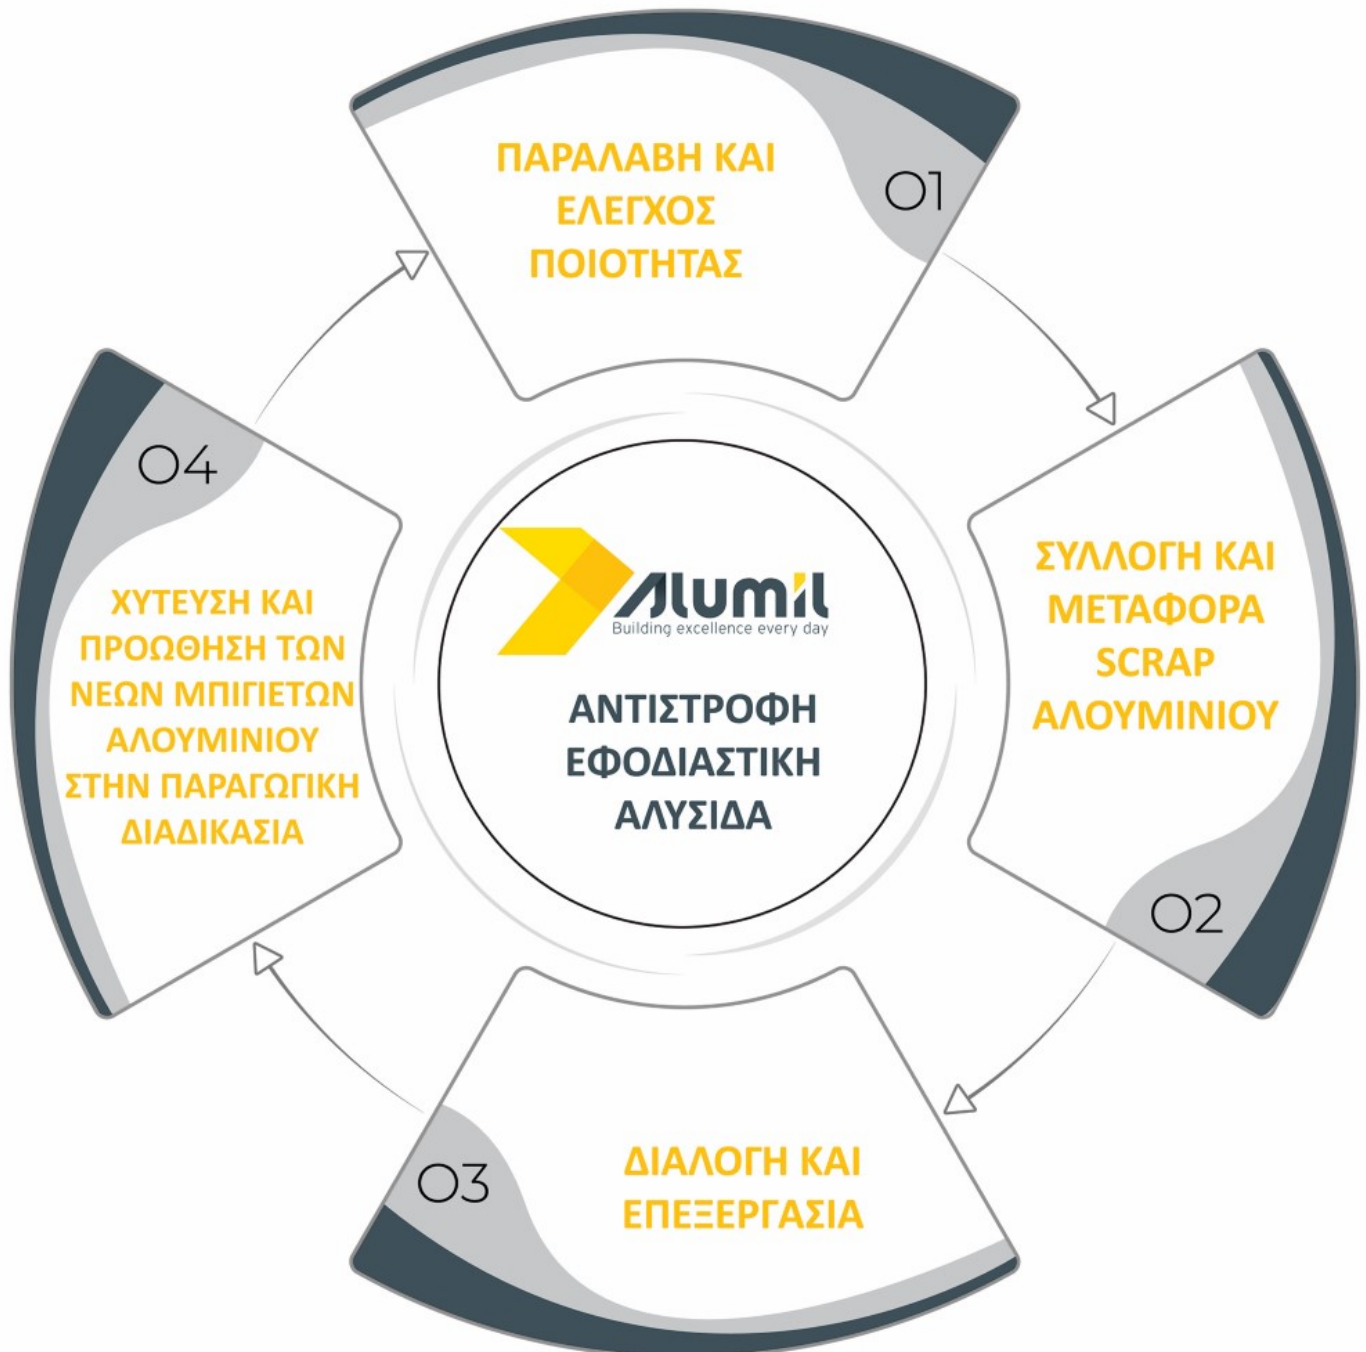 ΠΑΡΑΛΑΒΗ ΚΑΙ
ΕΛΕΓΧΟΣ
ΠΟΙΟΤΗΤΑΣ
01
ΣΥΛΛΟΓΗ ΚΑΙ
ΜΕΤΑΦΟΡΑ
SCRAP
ΑΛΟΥΜΙΝΙΟΥ
02
ΔΙΑΛΟΓΗ ΚΑΙ
ΕΠΕΞΕΡΓΑΣΙΑ
03
04
ΧΥΤΕΥΣΗ ΚΑΙ
ΠΡΟΩΘΗΣΗ ΤΩΝ
ΝΕΩΝ ΜΠΙΓΙΕΤΩΝ
ΑΛΟΥΜΙΝΙΟΥ
ΣΤΗΝ ΠΑΡΑΓΩΓΙΚΗ
ΔΙΑΔΙΚΑΣΙΑ
Alumil
Building excellence every day
ΑΝΤΙΣΤΡΟΦΗ
ΕΦΟΔΙΑΣΤΙΚΗ
ΑΛΥΣΙΔΑ